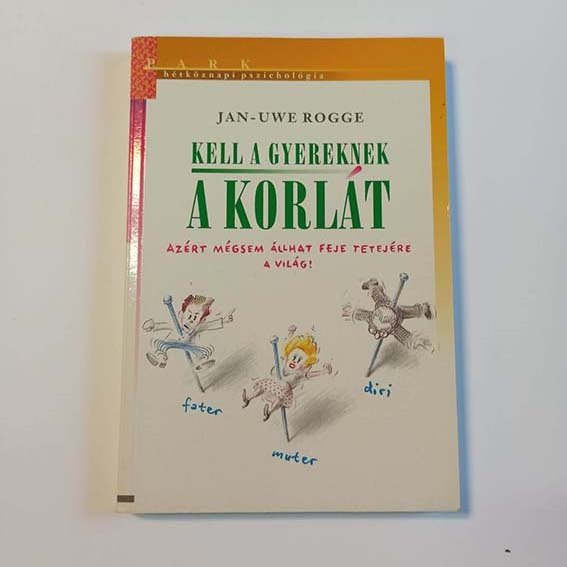 PARK
hétköznapi pszichológia
JAN-UWE ROGGE
KELL A GYEREKNEK
A KORLÁT
AZÉRT MÉGSEM ÁLLHAT FEJE TETEJÉRE
A VILÁG!
fater
muter
diri